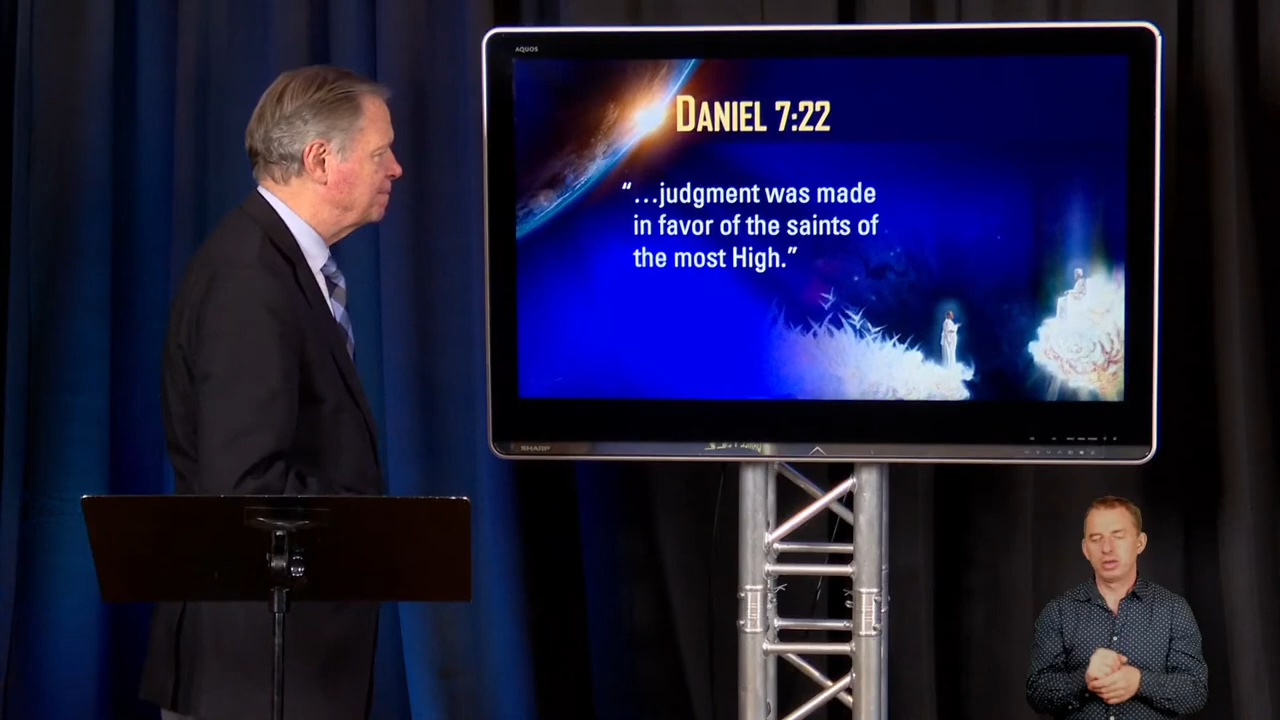 AQUOS
DANIEL 7:22
“…judgment was made
in favor of the saints of
the most High.”
SHARP